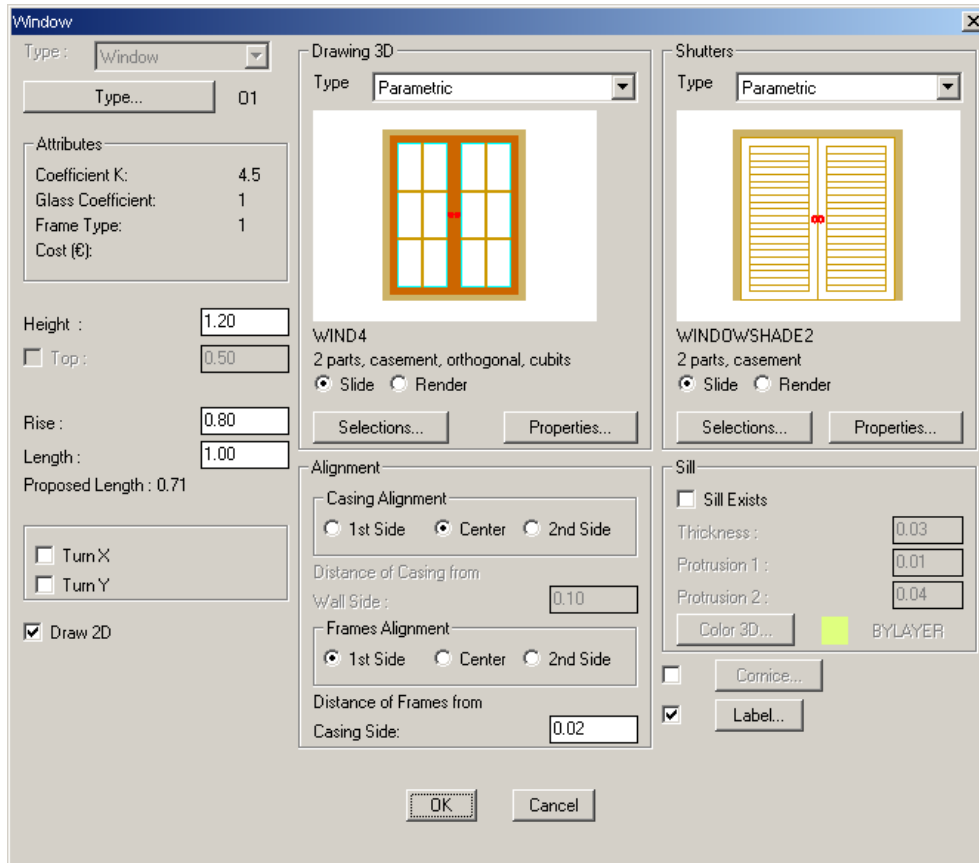 Window
Type :
Window
Type...
O1
Attributes
Coefficient K: 4.5
Glass Coefficient: 1
Frame Type: 1
Cost (€):
Height : 1.20
Top : 0.50
Rise : 0.80
Length : 1.00
Proposed Length : 0.71
Turn X
Turn Y
Draw 2D
Drawing 3D
Type Parametric
WIND4
2 parts, casement, orthogonal, cubits
Slide Render
Selections... Properties...
Alignment
Casing Alignment
1st Side Center 2nd Side
Distance of Casing from
Wall Side : 0.10
Frames Alignment
1st Side Center 2nd Side
Distance of Frames from
Casing Side: 0.02
Shutters
Type Parametric
WINDOWSHADE2
2 parts, casement
Slide Render
Selections... Properties...
Sill
Sill Exists
Thickness : 0.03
Protrusion 1 : 0.01
Protrusion 2 : 0.04
Color 3D... BYLAYER
Cornice...
Label...
OK Cancel